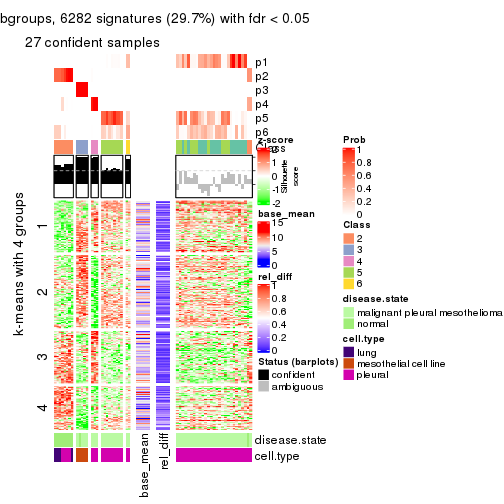 bgroups, 6282 signatures (29.7%) with fdr < 0.05
27 confident samples
p1
p2
p3
p4
p5
p6
Class
z-score
2
1
0
-1
-2
Silhouette
score
base_mean
15
10
5
0
rel_diff
1
0.8
0.6
0.4
0.2
0
Status (barplots)
confident
ambiguous
Prob
1
0.8
0.6
0.4
0.2
0
Class
2
3
4
5
6
disease.state
malignant pleural mesothelioma
normal
cell.type
lung
mesothelial cell line
pleural
k-means with 4 groups
1
2
3
4
disease.state
cell.type
base_mean
rel_diff